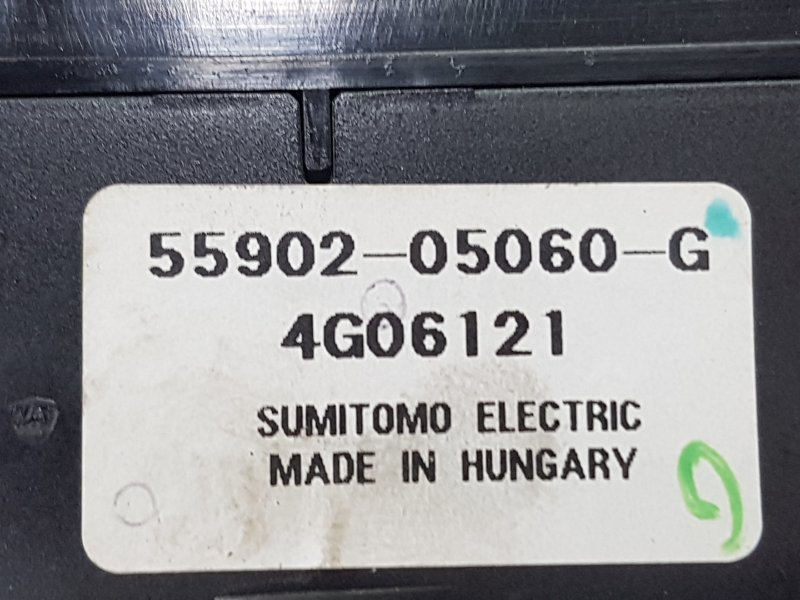 55902-05060-G
4G06121
SUMITOMO ELECTRIC
MADE IN HUNGARY